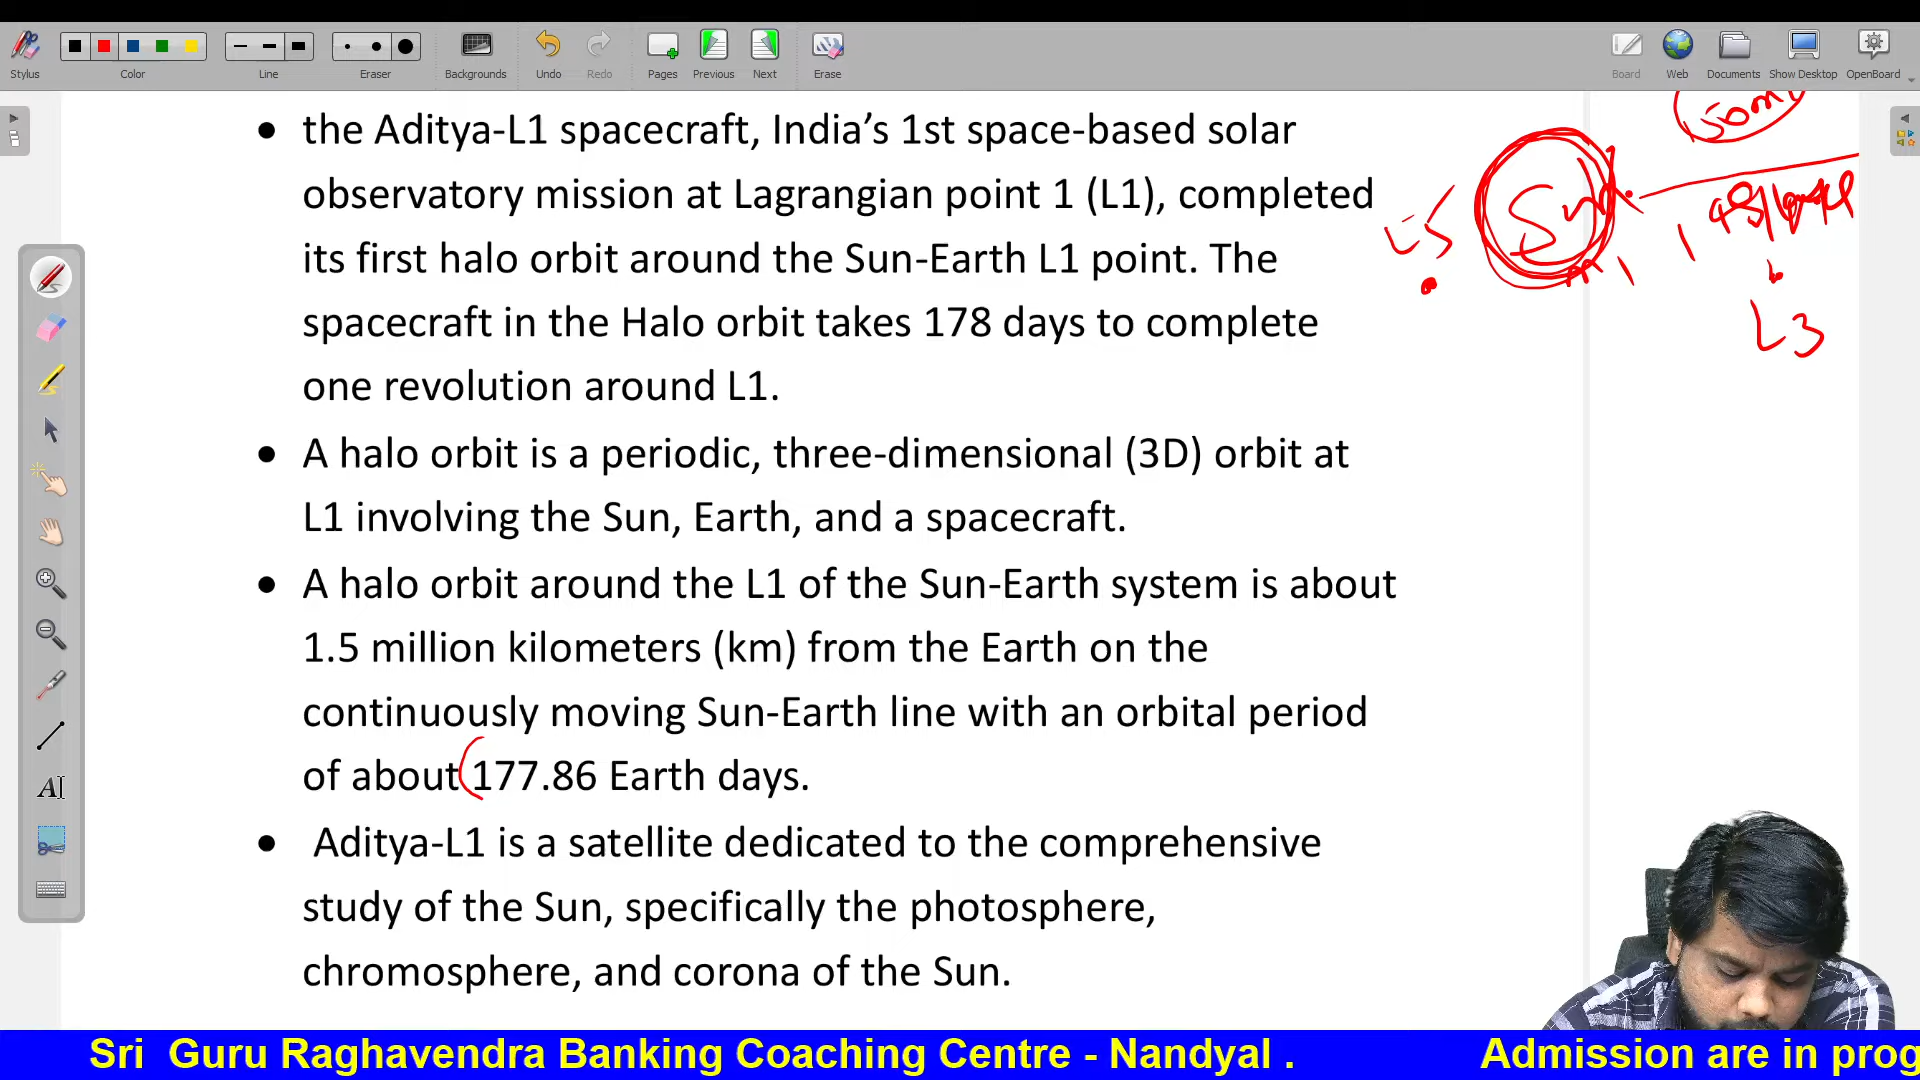 Stylus
Color
Line
Eraser
Backgrounds
Undo
Redo
Pages
Previous
Next
Erase
Board
Web
Documents
Show Desktop
OpenBoard
• the Aditya-L1 spacecraft, India’s 1st space-based solar
observatory mission at Lagrangian point 1 (L1), completed
its first halo orbit around the Sun-Earth L1 point. The
spacecraft in the Halo orbit takes 178 days to complete
one revolution around L1.
• A halo orbit is a periodic, three-dimensional (3D) orbit at
L1 involving the Sun, Earth, and a spacecraft.
• A halo orbit around the L1 of the Sun-Earth system is about
1.5 million kilometers (km) from the Earth on the
continuously moving Sun-Earth line with an orbital period
of about (177.86 Earth days.
• Aditya-L1 is a satellite dedicated to the comprehensive
study of the Sun, specifically the photosphere,
chromosphere, and corona of the Sun.
L5
Sun
L3
Sri Guru Raghavendra Banking Coaching Centre - Nandyal .
Admission are in prog